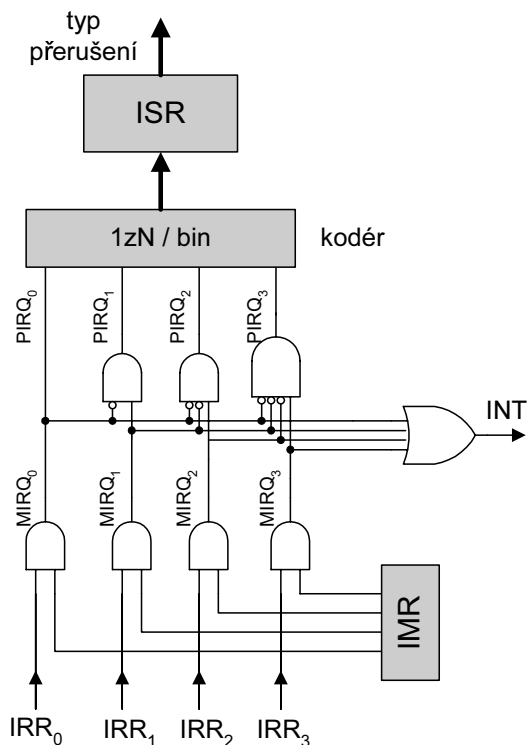 typ
přerušení
ISR
1zN / bin
kodér
PIRQ0
PIRQ1
PIRQ2
PIRQ3
INT
MIRQ0
MIRQ1
MIRQ2
MIRQ3
IMR
IRR0
IRR1
IRR2
IRR3